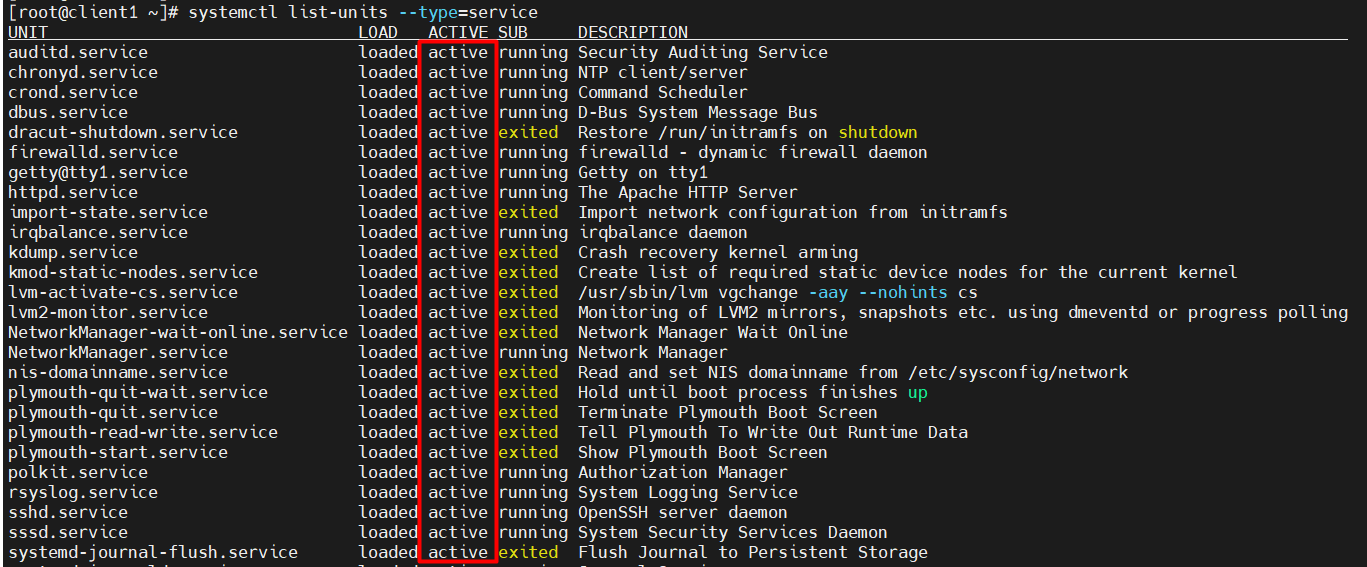 [root@client1 ~]# systemctl list-units --type=service
UNIT LOAD ACTIVE SUB DESCRIPTION
auditd.service loaded active running Security Auditing Service
chronyd.service loaded active running NTP client/server
crond.service loaded active running Command Scheduler
dbus.service loaded active running D-Bus System Message Bus
dracut-shutdown.service loaded active exited Restore /run/initramfs on shutdown
firewalld.service loaded active running firewalld - dynamic firewall daemon
getty@tty1.service loaded active running Getty on tty1
httpd.service loaded active running The Apache HTTP Server
import-state.service loaded active exited Import network configuration from initramfs
irqbalance.service loaded active running irqbalance daemon
kdump.service loaded active exited Crash recovery kernel arming
kmod-static-nodes.service loaded active exited Create list of required static device nodes for the current kernel
lvm-activate-cs.service loaded active exited /usr/sbin/lvm vgchange -aay --nohints cs
lvm2-monitor.service loaded active exited Monitoring of LVM2 mirrors, snapshots etc. using dmeventd or progress polling
NetworkManager-wait-online.service loaded active exited Network Manager Wait Online
NetworkManager.service loaded active running Network Manager
nis-domainname.service loaded active exited Read and set NIS domainname from /etc/sysconfig/network
plymouth-quit-wait.service loaded active exited Hold until boot process finishes up
plymouth-quit.service loaded active exited Terminate Plymouth Boot Screen
plymouth-read-write.service loaded active exited Tell Plymouth To Write Out Runtime Data
plymouth-start.service loaded active exited Show Plymouth Boot Screen
polkit.service loaded active running Authorization Manager
rsyslog.service loaded active running System Logging Service
sshd.service loaded active running OpenSSH server daemon
sssd.service loaded active running System Security Services Daemon
systemd-journal-flush.service loaded active exited Flush Journal to Persistent Storage